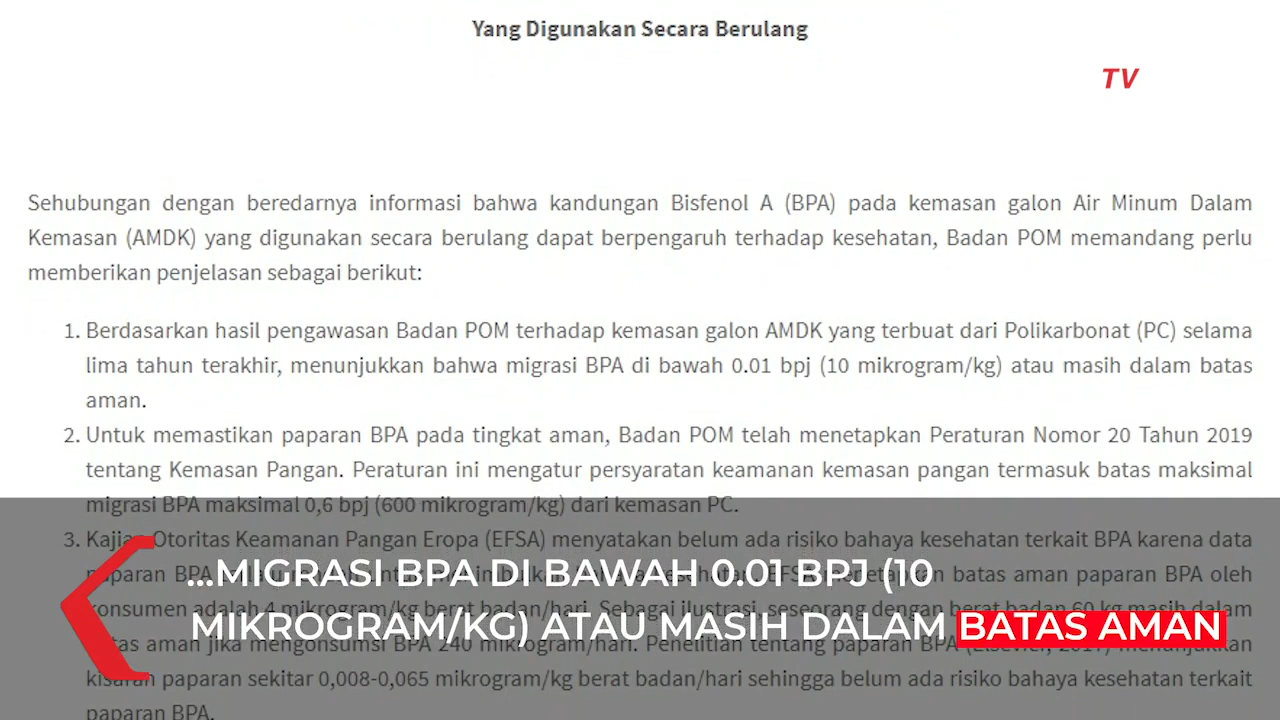 Yang Digunakan Secara Berulang
TV
Sehubungan dengan beredarnya informasi bahwa kandungan Bisfenol A (BPA) pada kemasan galon Air Minum Dalam
Kemasan (AMDK) yang digunakan secara berulang dapat berpengaruh terhadap kesehatan, Badan POM memandang perlu
memberikan penjelasan sebagai berikut:
1. Berdasarkan hasil pengawasan Badan POM terhadap kemasan galon AMDK yang terbuat dari Polikarbonat (PC) selama
lima tahun terakhir, menunjukkan bahwa migrasi BPA di bawah 0.01 bpj (10 mikrogram/kg) atau masih dalam batas
aman.
2. Untuk memastikan paparan BPA pada tingkat aman, Badan POM telah menetapkan Peraturan Nomor 20 Tahun 2019
tentang Kemasan Pangan. Peraturan ini mengatur persyaratan keamanan kemasan pangan termasuk batas maksimal
migrasi BPA maksimal 0,6 bpj (600 mikrogram/kg) dari kemasan PC.
3. Kajian Otoritas Keamanan Pangan Eropa (EFSA) menyatakan belum ada risiko bahaya kesehatan terkait BPA karena data
paparan BPA batas aman paparan BPA oleh
konsumen adalah 4 mikrogram/kg berat badan/hari. Sebagai ilustrasi, seseorang dengan berat badan 60 kg masih dalam
batas aman jika mengonsumsi BPA 240 mikrogram/hari. Penelitian tentang paparan BPA menunjukkan
kisaran paparan sekitar 0,008-0,065 mikrogram/kg berat badan/hari sehingga belum ada risiko bahaya kesehatan terkait
paparan BPA.
...MIGRASI BPA DI BAWAH 0.01 BPJ (10
MIKROGRAM/KG) ATAU MASIH DALAM BATAS AMAN